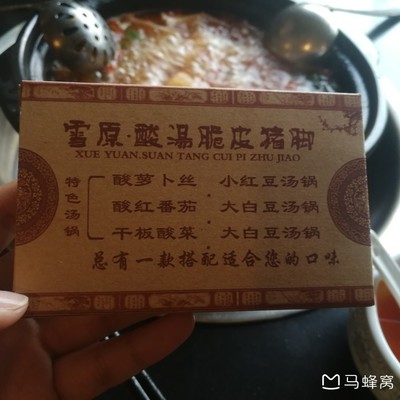 雪原·酸汤脆皮猪脚
XUE YUAN.SUAN TANG CUI PI ZHU JIAO
特色汤锅
酸萝卜丝·小红豆汤锅
酸红番茄·大白豆汤锅
干板酸菜·大白豆汤锅
总有一款搭配适合您的口味
马蜂窝